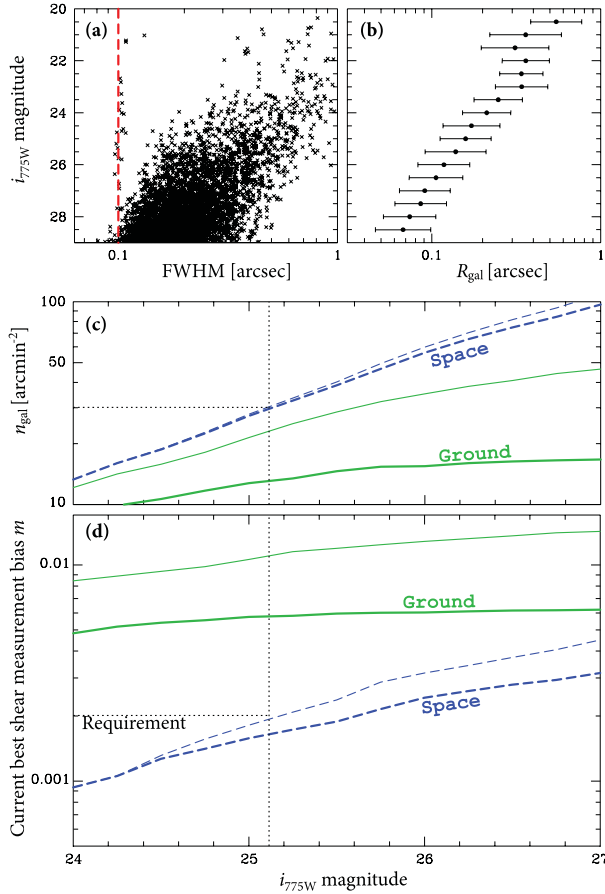 (a)
(b)
20
22
24
26
28
i775W magnitude
0.1
1
0.1
1
FWHM [arcsec]
Rgal [arcsec]
(c)
100
50
10
ngal [arcmin-2]
Space
Ground
(d)
0.01
0.001
Current best shear measurement bias m
Ground
Space
Requirement
24
25
26
27
i775W magnitude